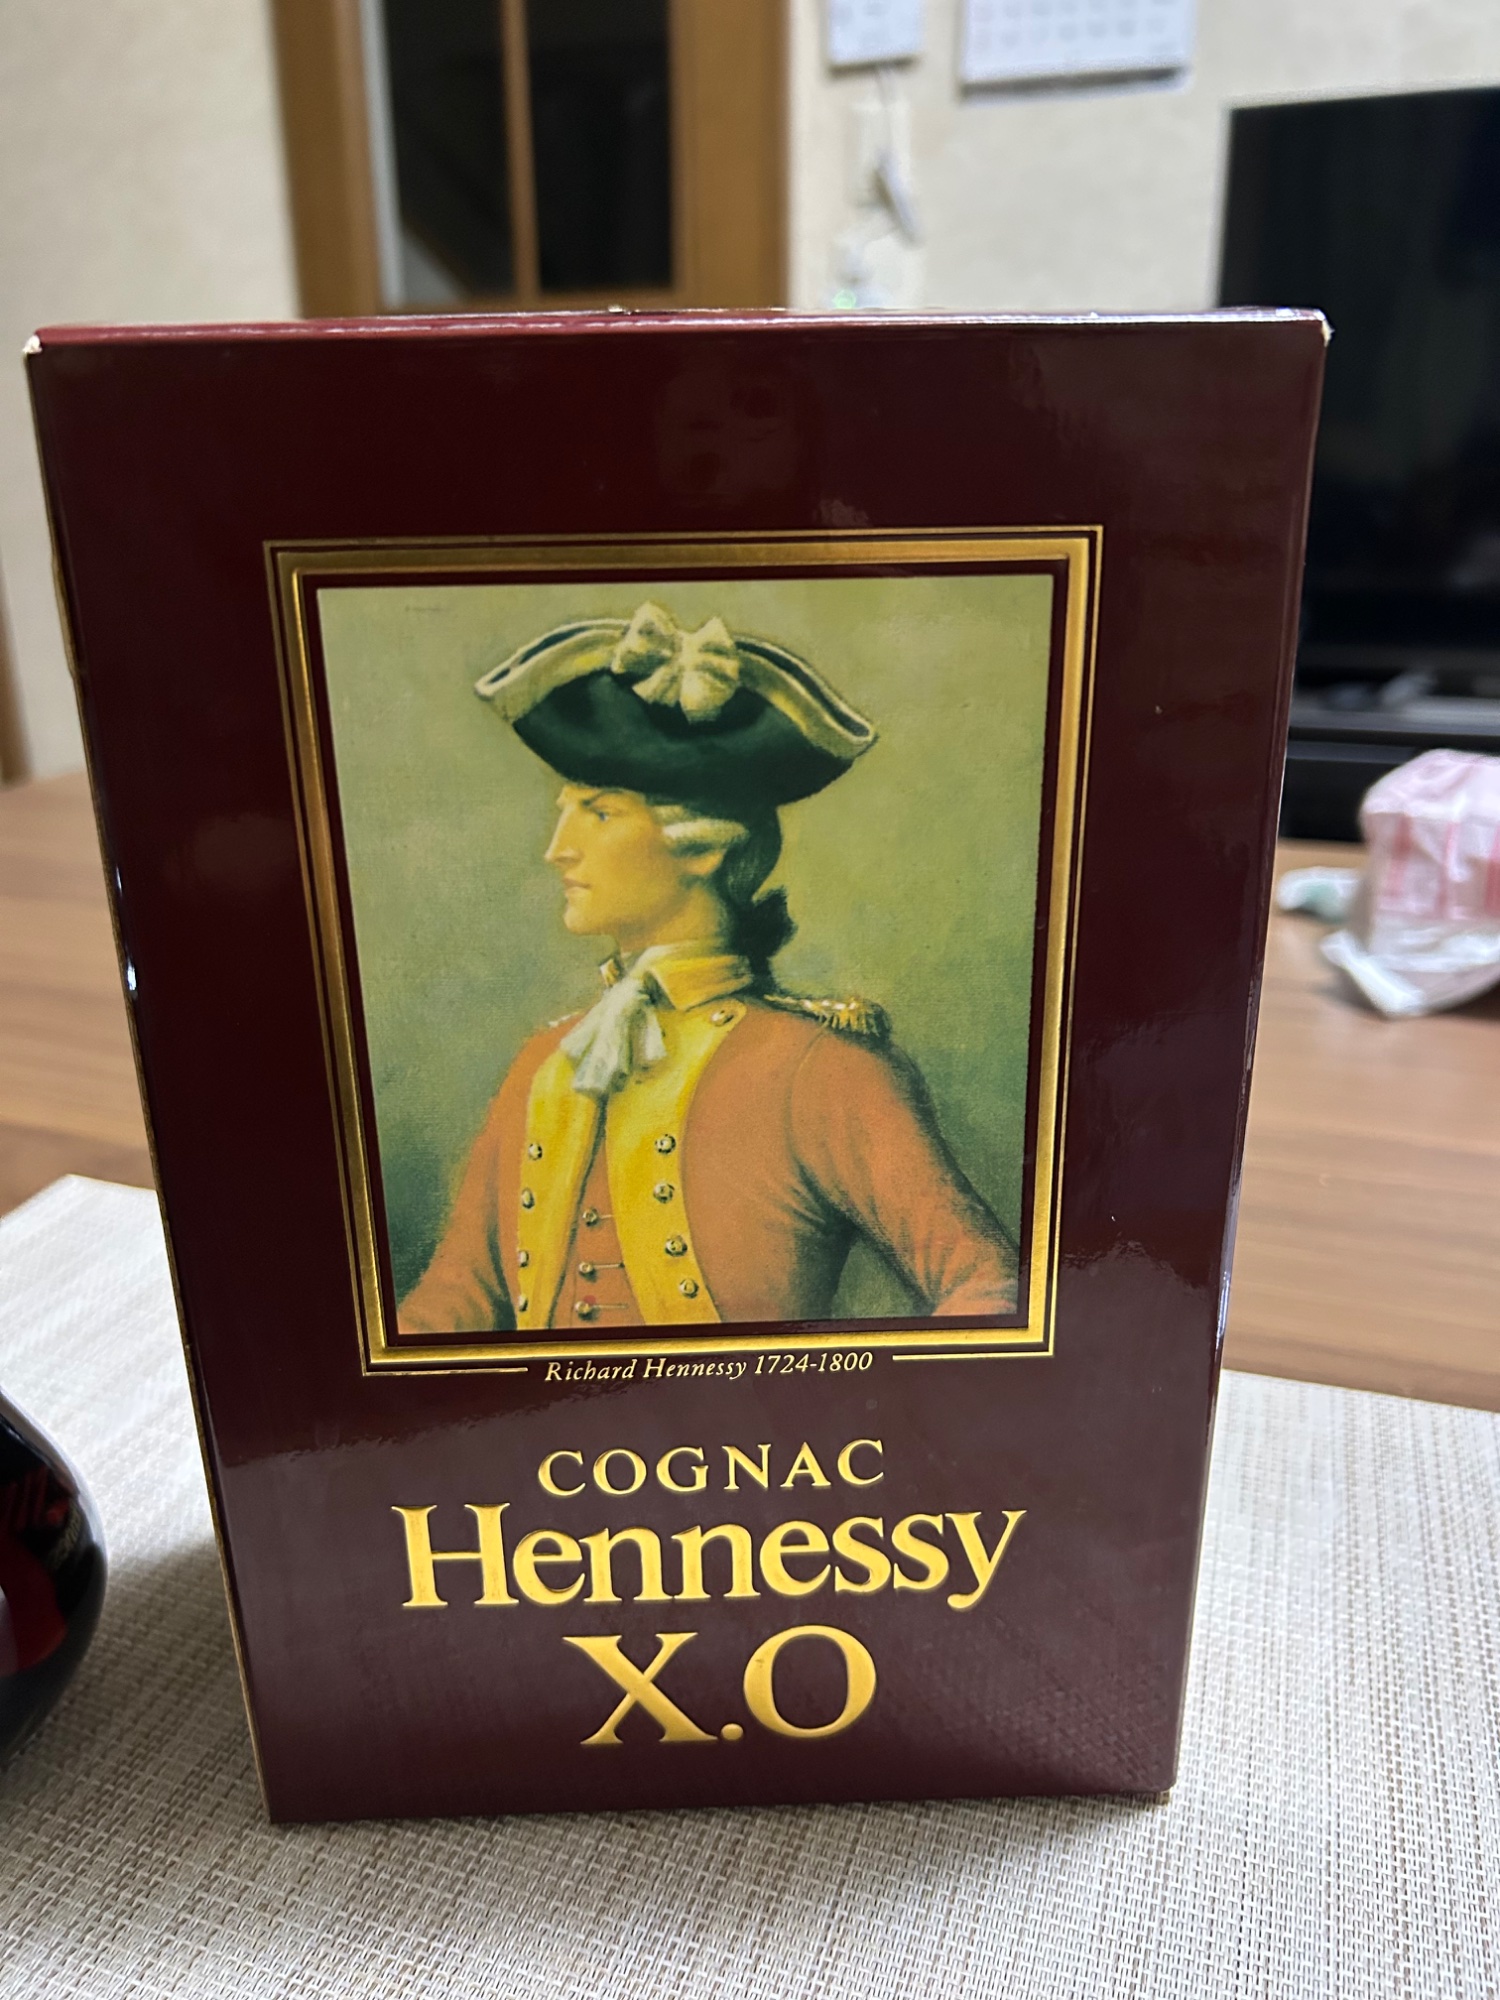 Richard Hennessy 1724-1800
COGNAC
Hennessy
X.O